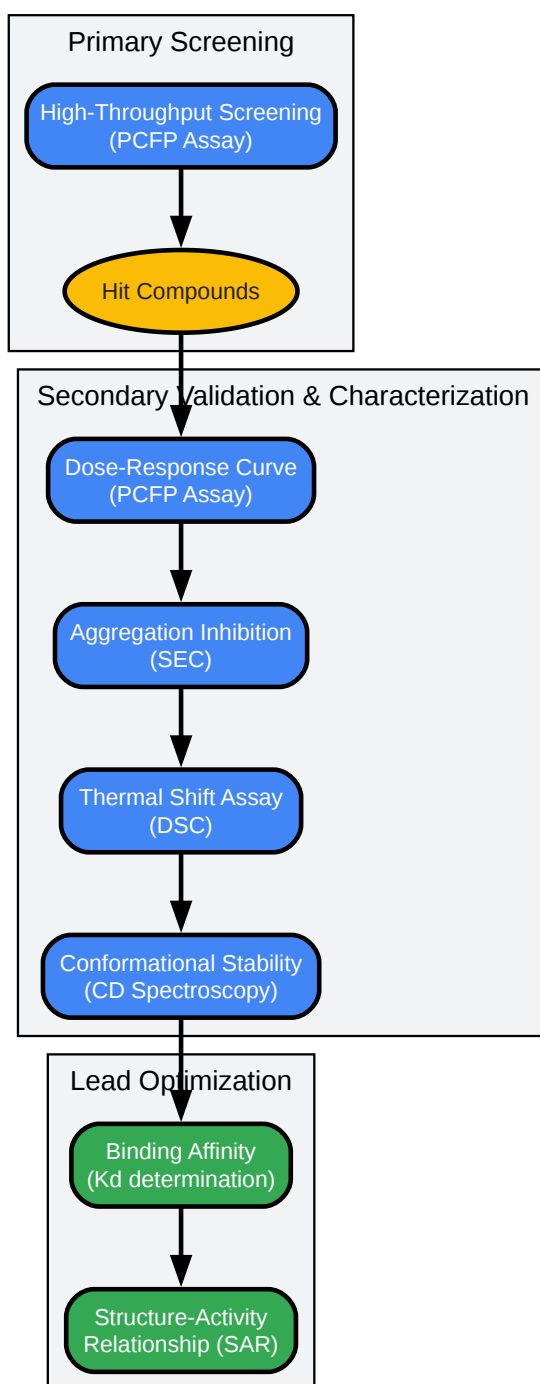 Primary Screening
High-Throughput Screening
(PCFP Assay)
Hit Compounds
Secondary Validation & Characterization
Dose-Response Curve
(PCFP Assay)
Aggregation Inhibition
(SEC)
Thermal Shift Assay
(DSC)
Conformational Stability
(CD Spectroscopy)
Lead Optimization
Binding Affinity
(Kd determination)
Structure-Activity
Relationship (SAR)